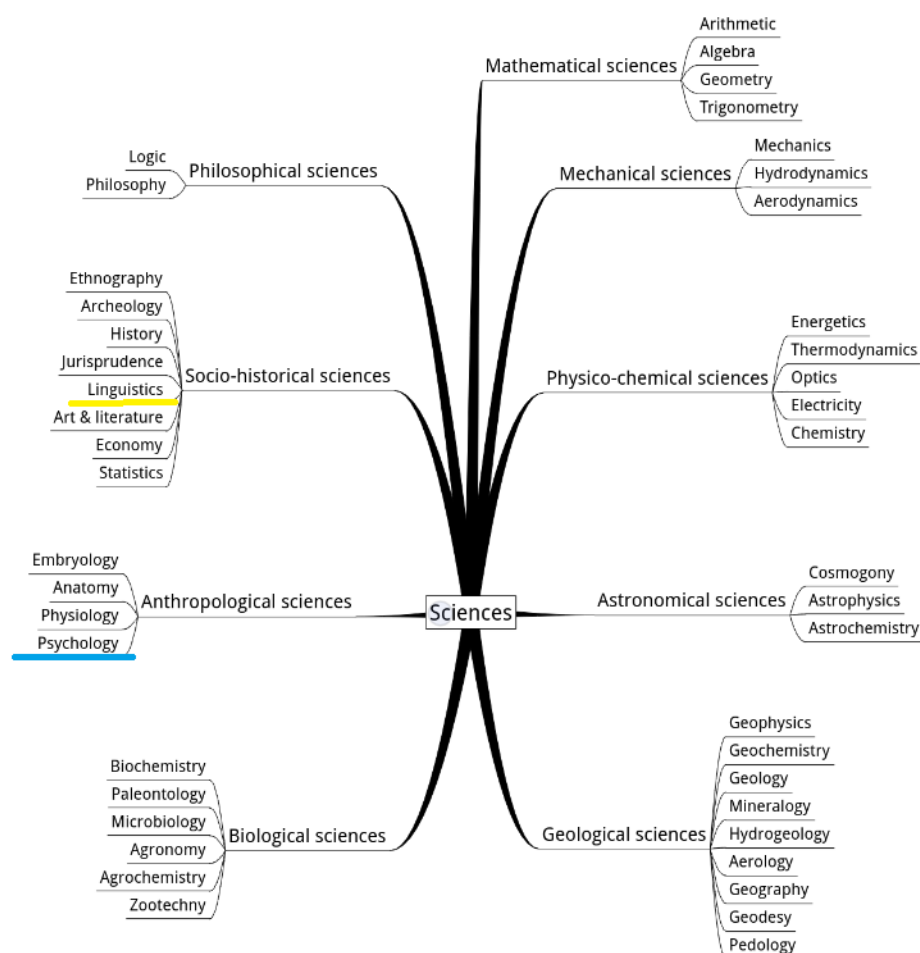 Sciences
Mathematical sciences
Arithmetic
Algebra
Geometry
Trigonometry
Mechanical sciences
Mechanics
Hydrodynamics
Aerodynamics
Physico-chemical sciences
Energetics
Thermodynamics
Optics
Electricity
Chemistry
Astronomical sciences
Cosmogony
Astrophysics
Astrochemistry
Geological sciences
Geophysics
Geochemistry
Geology
Mineralogy
Hydrogeology
Aerology
Geography
Geodesy
Pedology
Philosophical sciences
Logic
Philosophy
Socio-historical sciences
Ethnography
Archeology
History
Jurisprudence
Linguistics
Art & literature
Economy
Statistics
Anthropological sciences
Embryology
Anatomy
Physiology
Psychology
Biological sciences
Biochemistry
Paleontology
Microbiology
Agronomy
Agrochemistry
Zootechny